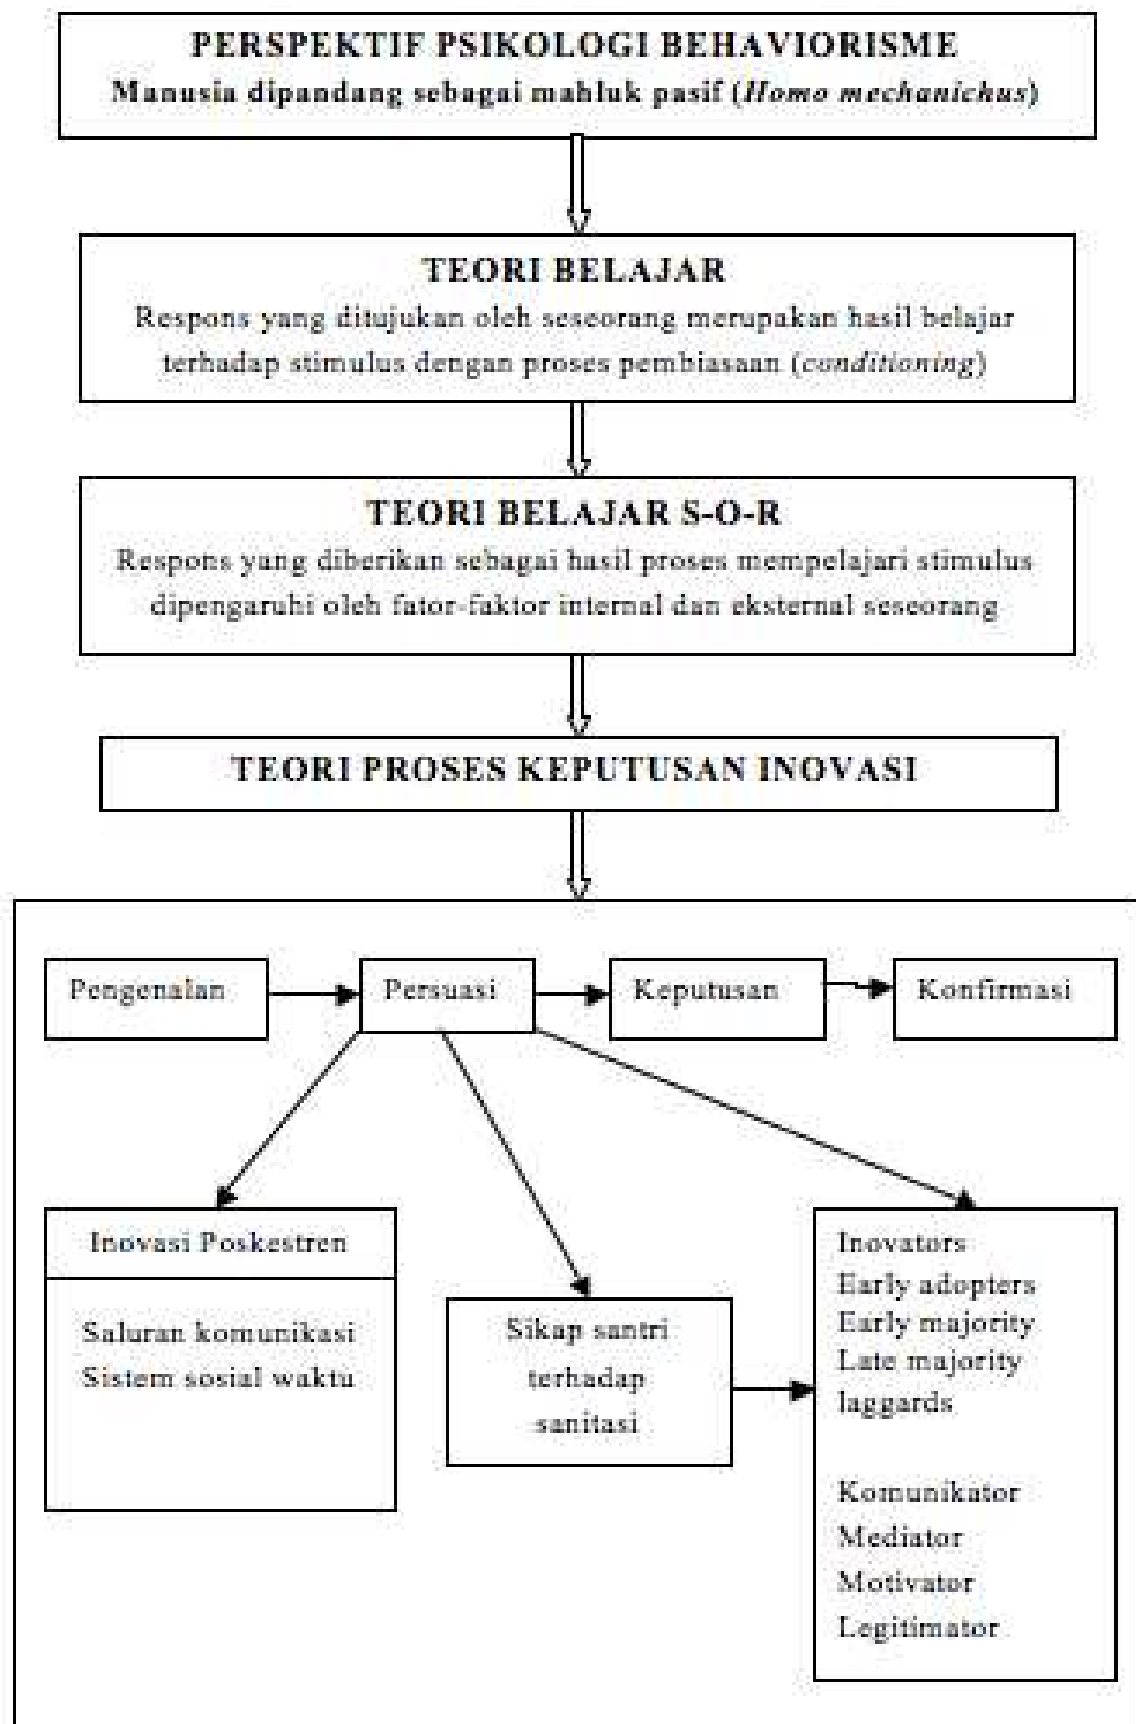 PERSPEKTIF PSIKOLOGI BEHAVIORISME
Manusia dipandang sebagai mahluk pasif (Homo mechanichus)
TEORI BELAJAR
Respons yang ditujukan oleh seseorang merupakan hasil belajar
terhadap stimulus dengan proses pembiasaan (conditioning)
TEORI BELAJAR S-O-R
Respons yang diberikan sebagai hasil proses mempelajari stimulus
dipengaruhi oleh fator-faktor internal dan eksternal seseorang
TEORI PROSES KEPUTUSAN INOVASI
Pengenalan
Persuasi
Keputusan
Konfirmasi
Inovasi Poskestren
Saluran komunikasi
Sistem sosial waktu
Sikap santri
terhadap
sanitasi
Inovators
Early adopters
Early majority
Late majority
laggards
Komunikator
Mediator
Motivator
Legitimator